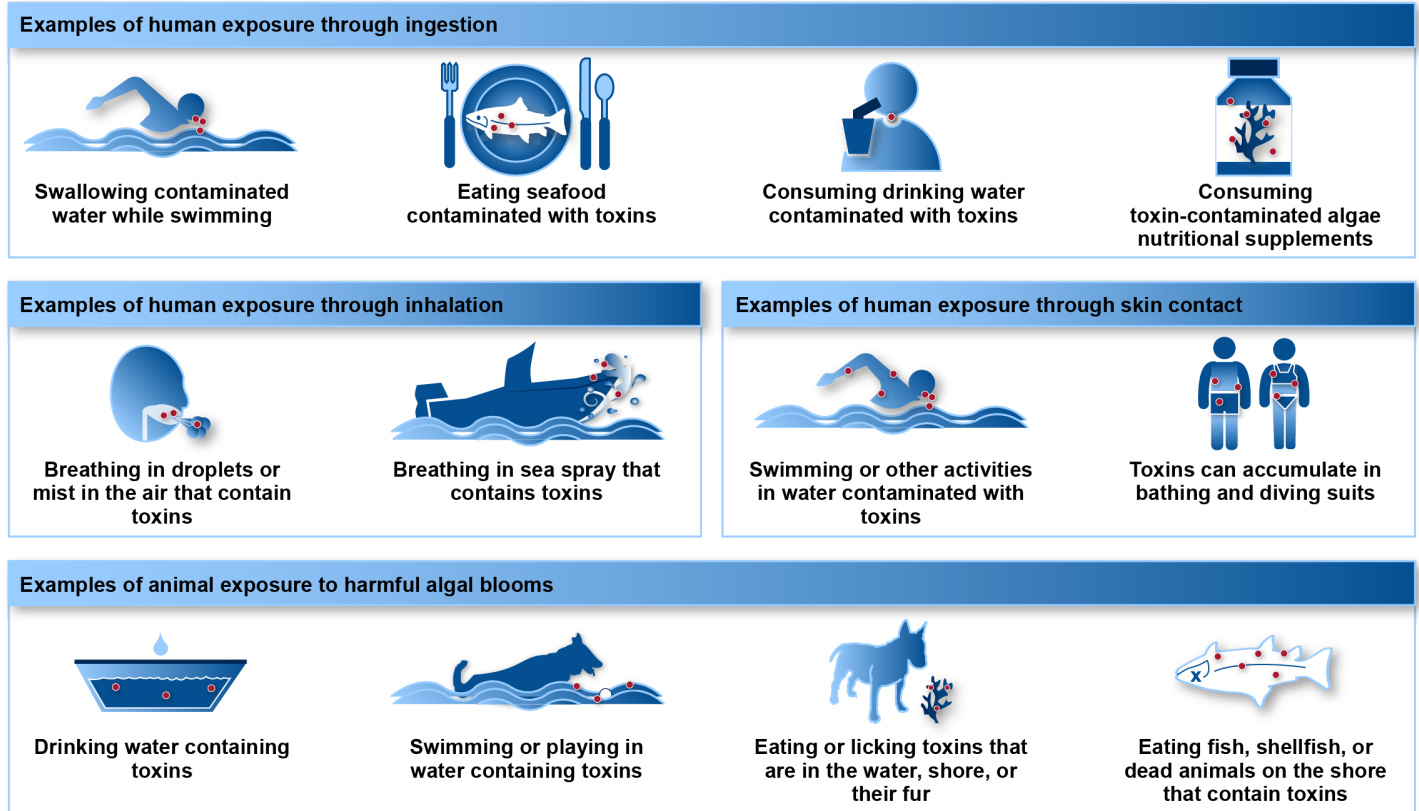 Examples of human exposure through ingestion
Swallowing contaminated
water while swimming
Eating seafood
contaminated with toxins
Consuming drinking water
contaminated with toxins
Consuming
toxin-contaminated algae
nutritional supplements
Examples of human exposure through inhalation
Breathing in droplets or
mist in the air that contain
toxins
Breathing in sea spray that
contains toxins
Examples of human exposure through skin contact
Swimming or other activities
in water contaminated with
toxins
Toxins can accumulate in
bathing and diving suits
Examples of animal exposure to harmful algal blooms
Drinking water containing
toxins
Swimming or playing in
water containing toxins
Eating or licking toxins that
are in the water, shore, or
their fur
x
Eating fish, shellfish, or
dead animals on the shore
that contain toxins